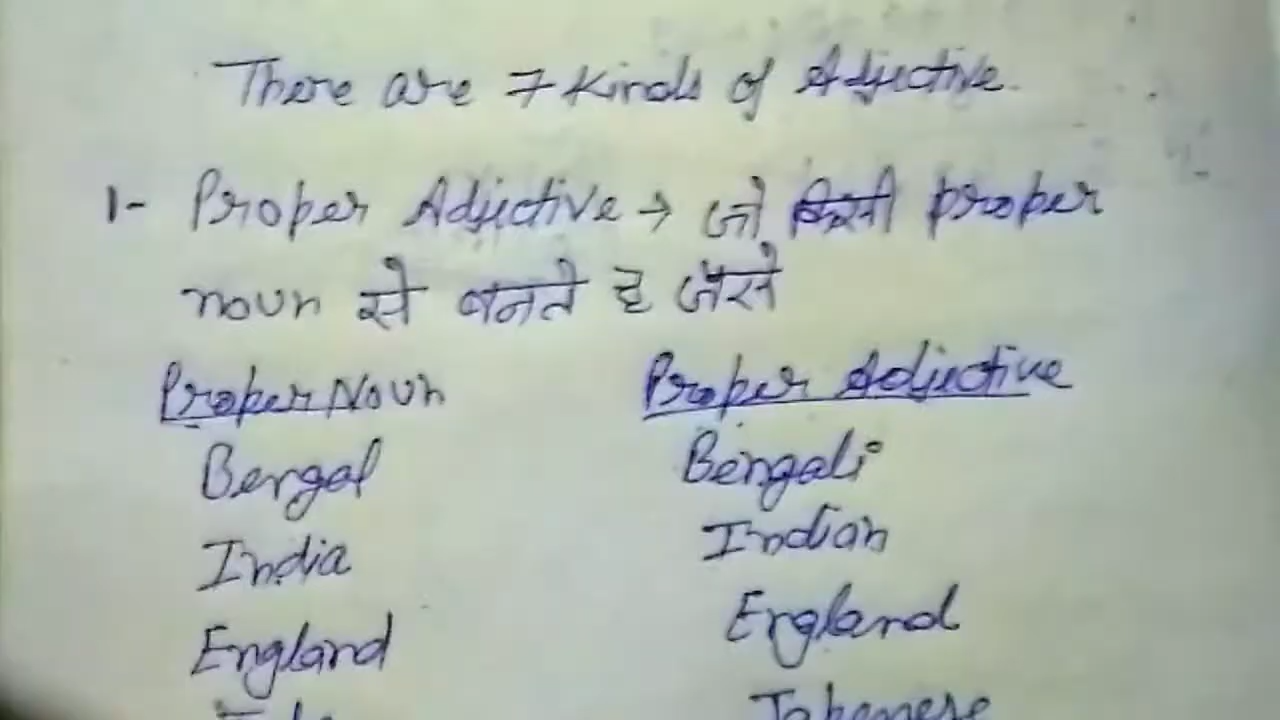 There are 7 Kinds of Adjective.
1- Proper Adjective → जो किसी proper
noun से बनते है जैसे
Proper Noun Proper Adjective
Bengal Bengali
India Indian
England England
Japanese